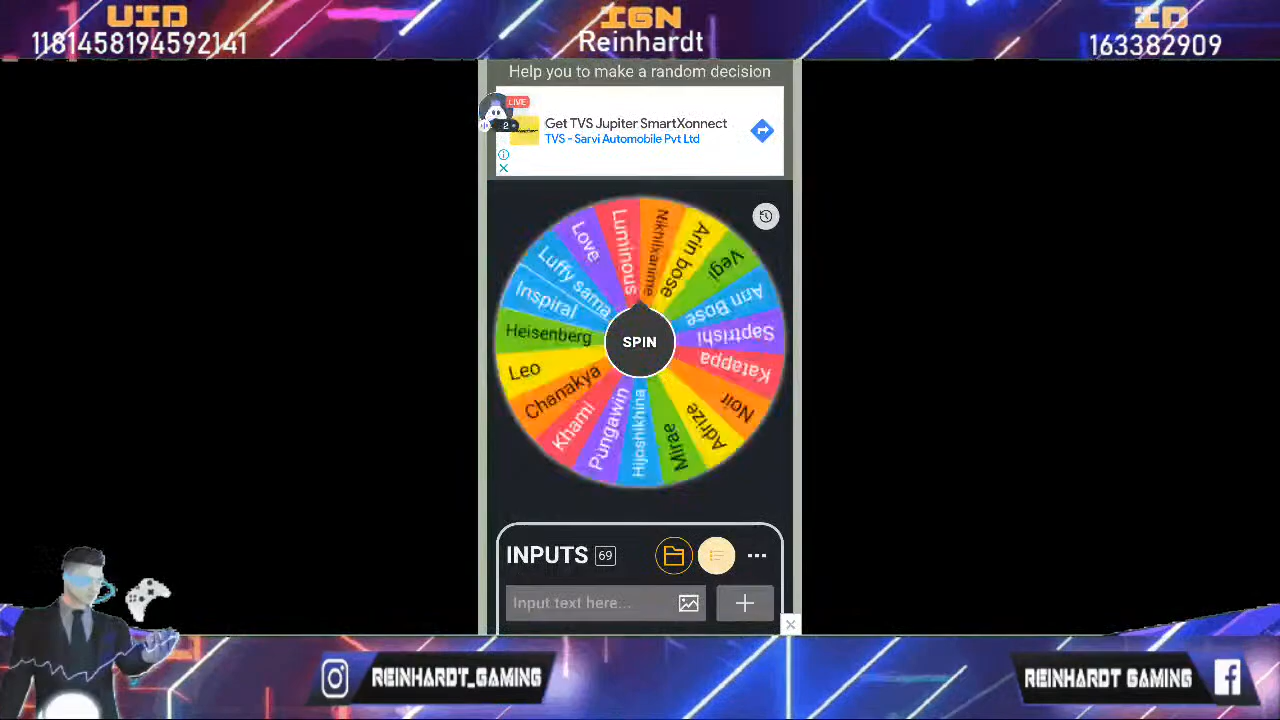 UID
1181458194592141
IGN
Reinhardt
ID
163382909
Help you to make a random decision
LIVE
2
Get TVS Jupiter SmartXonnect
TVS - Sarvi Automobile Pvt Ltd
Luminous
Nikhilxanime
Arin bose
Vegi
Ann Bose
Saptrishi
Katappa
Noir
Adrize
Mirae
Hijoshikhina
Pungawin
Khami
Chanakya
Leo
Heisenberg
Inspiral
Luffy sama
Love
SPIN
INPUTS 69
Input text here...
REINHARDT_GAMING
REINHARDT GAMING